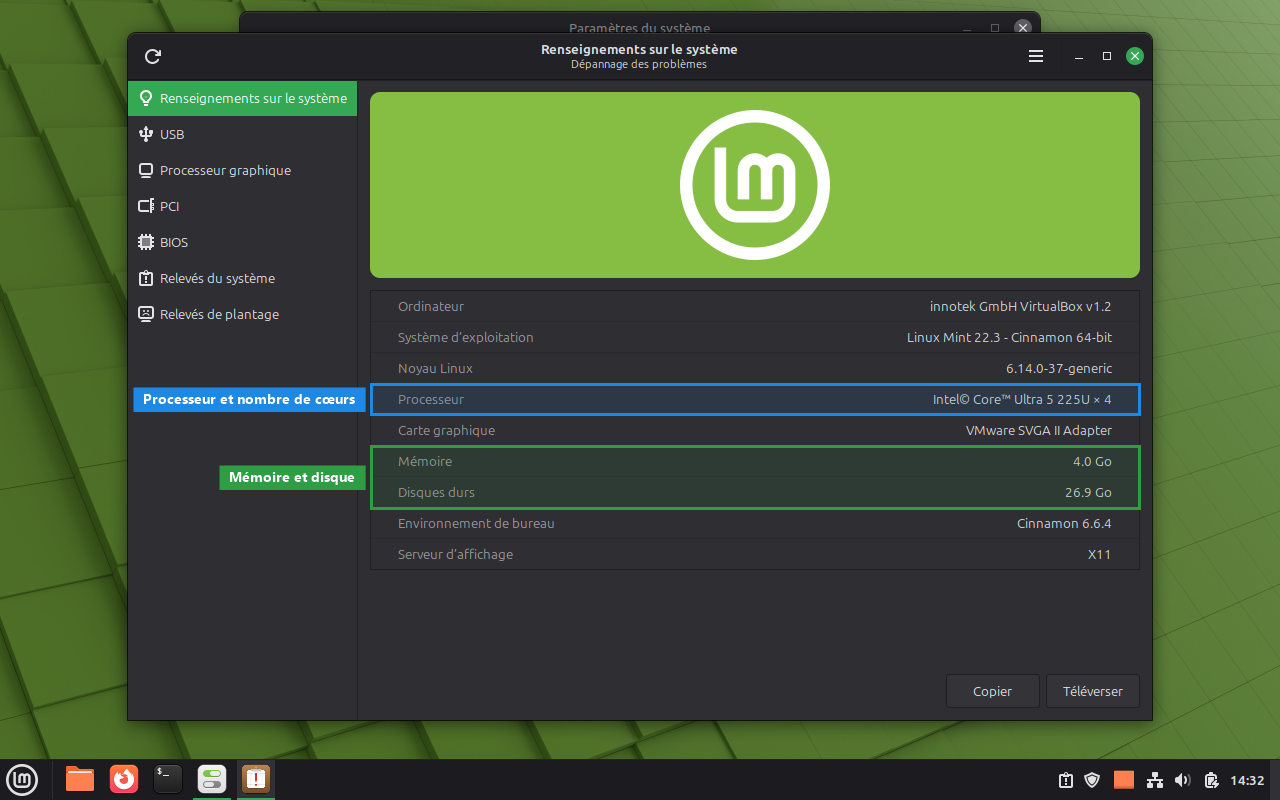 Paramètres du système
Renseignements sur le système
Dépannage des problèmes
Renseignements sur le système
USB
Processeur graphique
PCI
BIOS
Relevés du système
Relevés de plantage
Ordinateur innotek GmbH VirtualBox v1.2
Système d'exploitation Linux Mint 22.3 - Cinnamon 64-bit
Noyau Linux 6.14.0-37-generic
Processeur et nombre de cœurs
Processeur Intel© Core™ Ultra 5 225U × 4
Carte graphique VMware SVGA II Adapter
Mémoire et disque
Mémoire 4.0 Go
Disques durs 26.9 Go
Environnement de bureau Cinnamon 6.6.4
Serveur d'affichage X11
Copier
Téléverser
14:32